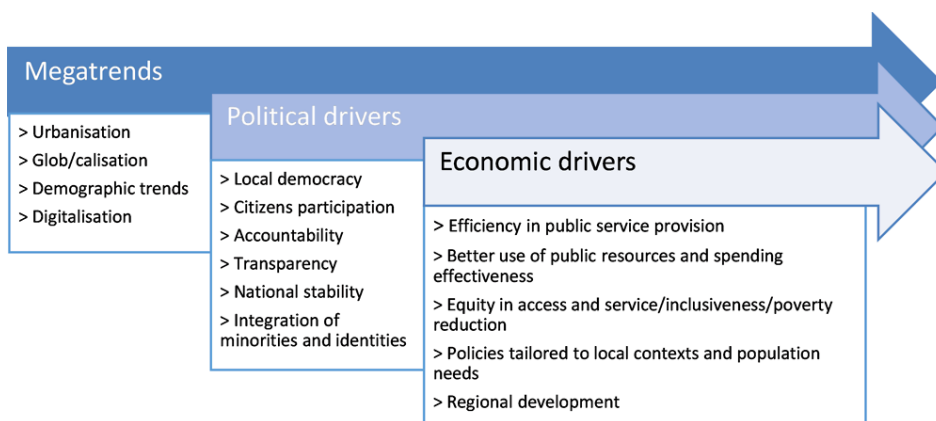 Megatrends
> Urbanisation
> Glob/calisation
> Demographic trends
> Digitalisation
Political drivers
> Local democracy
> Citizens participation
> Accountability
> Transparency
> National stability
> Integration of
minorities and identities
Economic drivers
> Efficiency in public service provision
> Better use of public resources and spending
effectiveness
> Equity in access and service/inclusiveness/poverty
reduction
> Policies tailored to local contexts and population
needs
> Regional development